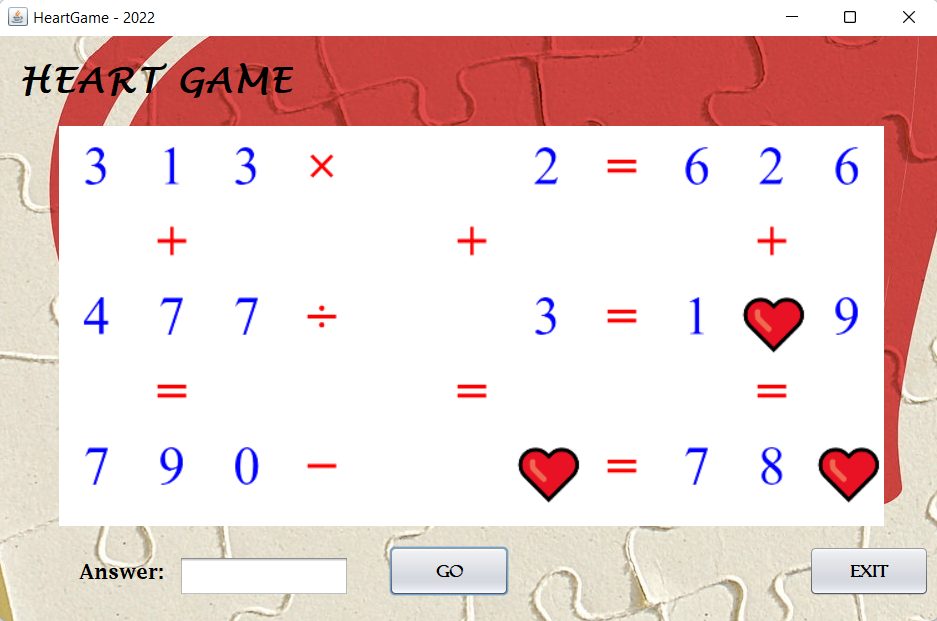 HeartGame - 2022
HEART GAME
3 1 3 × 2 = 6 2 6
+ + +
4 7 7 ÷ 3 = 1 9
= = =
7 9 0 − = 7 8
Answer: GO EXIT